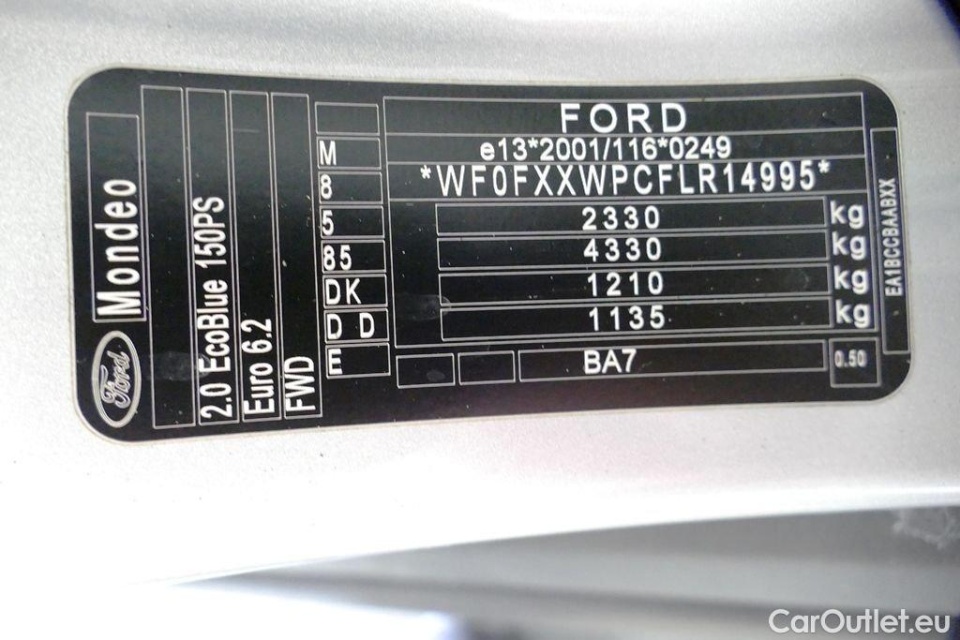 FORD
e13*2001/116*0249
*WF0FXXWPCFLR14995*
2330 kg
4330 kg
1210 kg
1135 kg
BA7
0.50
EA1BCCBAABXX
M
8
5
85
DK
D D
E
Ford
Mondeo
2.0 EcoBlue 150PS
Euro 6.2
FWD
CarOutlet.eu